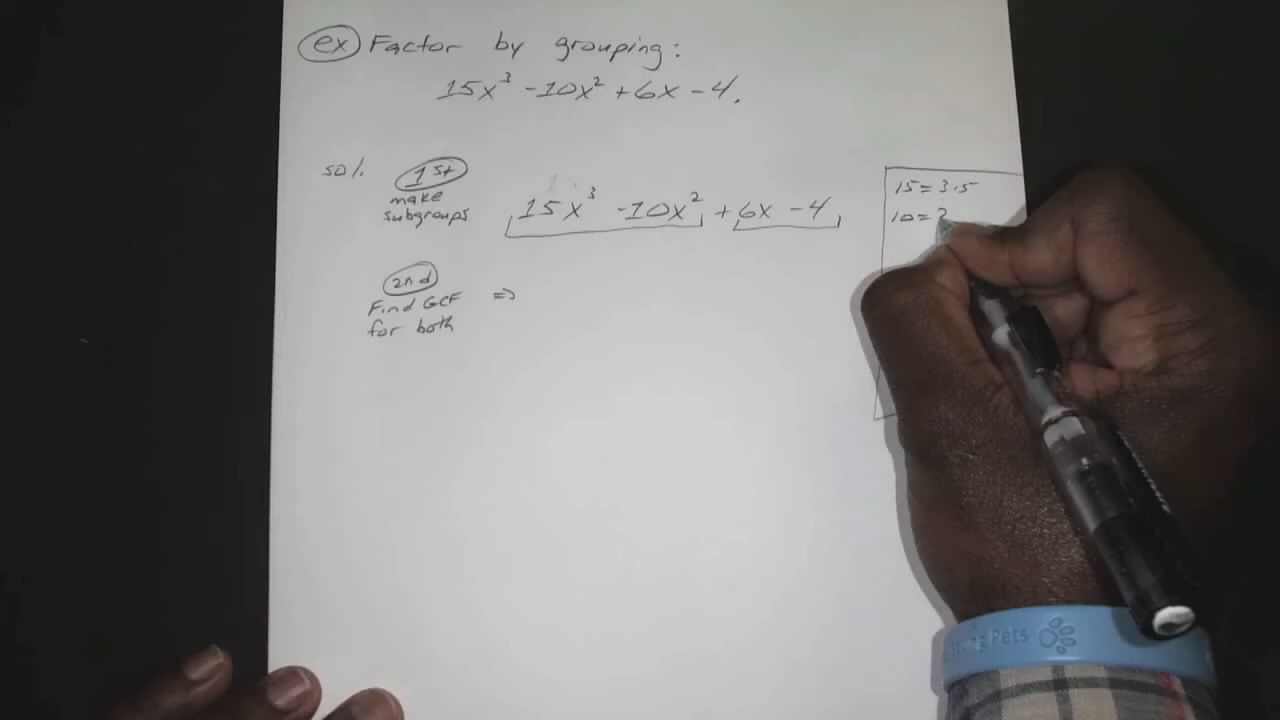 ex Factor by grouping:
15x³ -10x² +6x -4.
sol. 1st
make
subgroups
15x³ -10x² +6x -4
15=3·5
10=2
2nd
Find GCF ⇒
for both
Pets